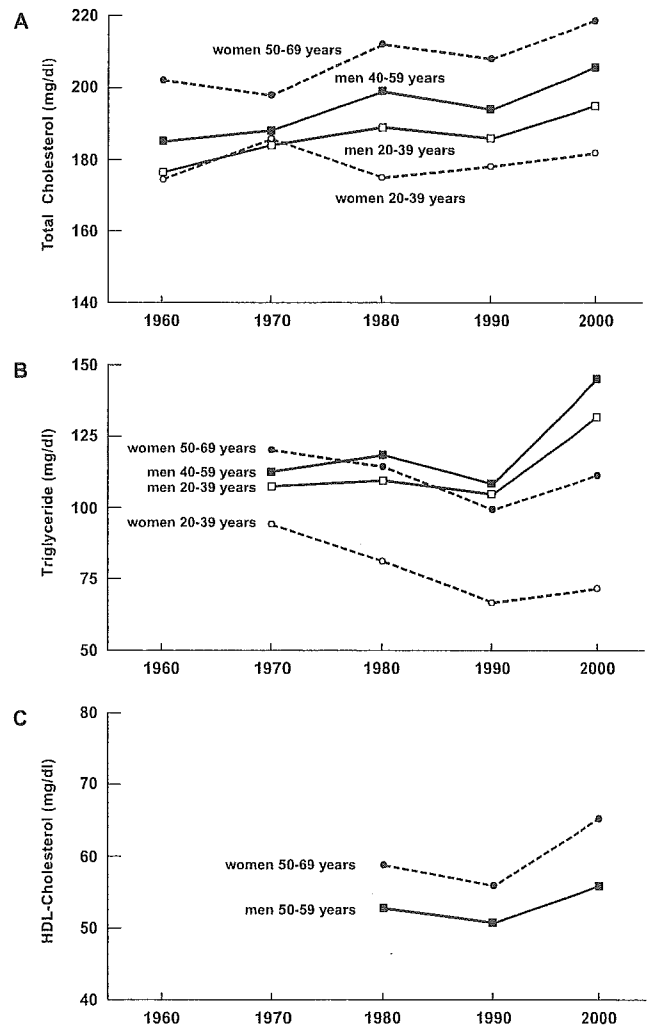 A
Total Cholesterol (mg/dl)
220
200
180
160
140
women 50-69 years
men 40-59 years
men 20-39 years
women 20-39 years
1960 1970 1980 1990 2000
B
Triglyceride (mg/dl)
150
125
100
75
50
women 50-69 years
men 40-59 years
men 20-39 years
women 20-39 years
1960 1970 1980 1990 2000
C
HDL-Cholesterol (mg/dl)
80
70
60
50
40
women 50-69 years
men 50-59 years
1960 1970 1980 1990 2000